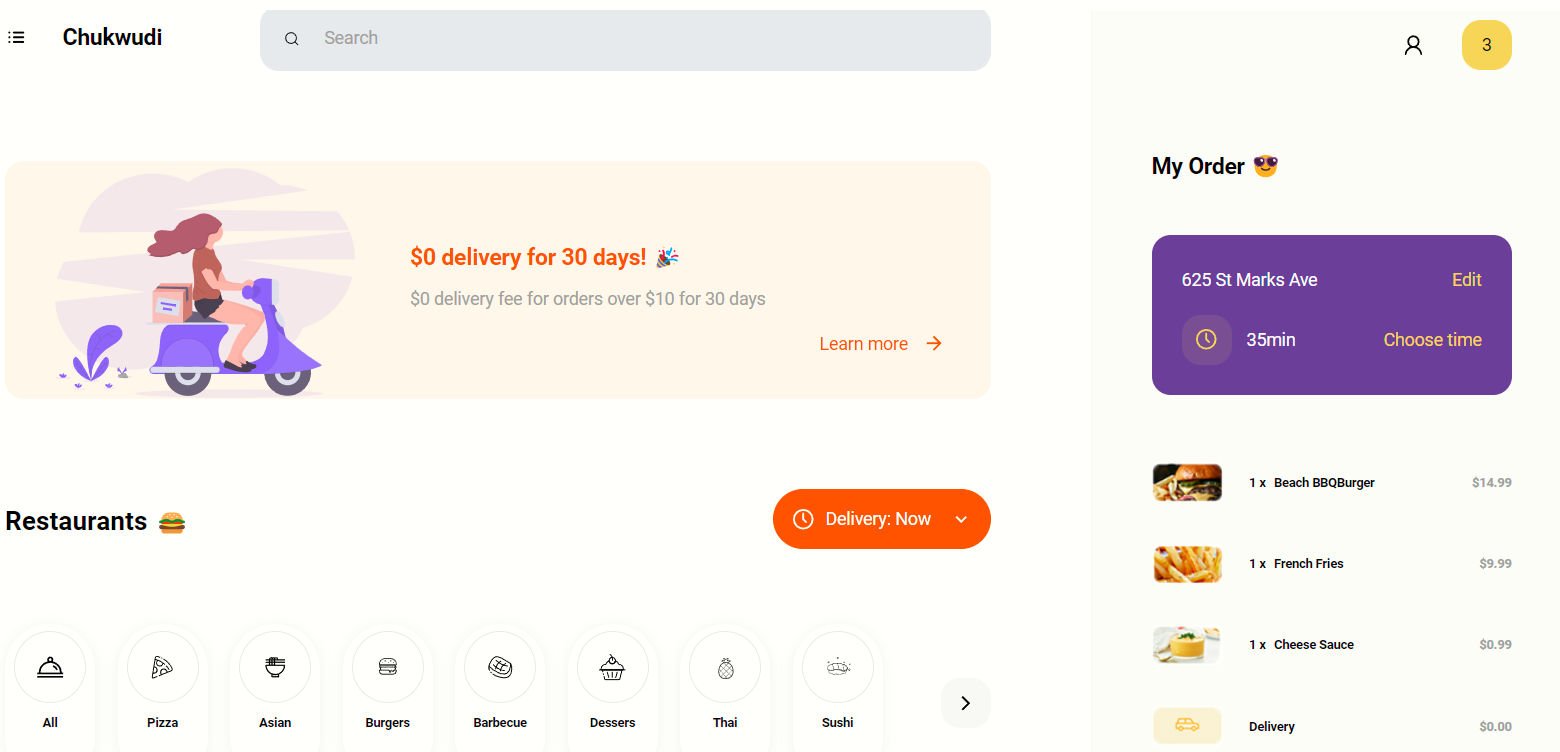 Chukwudi
Search
3
$0 delivery for 30 days!
$0 delivery fee for orders over $10 for 30 days
Learn more
Restaurants
Delivery: Now
All
Pizza
Asian
Burgers
Barbecue
Dessers
Thai
Sushi
My Order
625 St Marks Ave Edit
35min Choose time
1 x Beach BBQBurger $14.99
1 x French Fries $9.99
1 x Cheese Sauce $0.99
Delivery $0.00